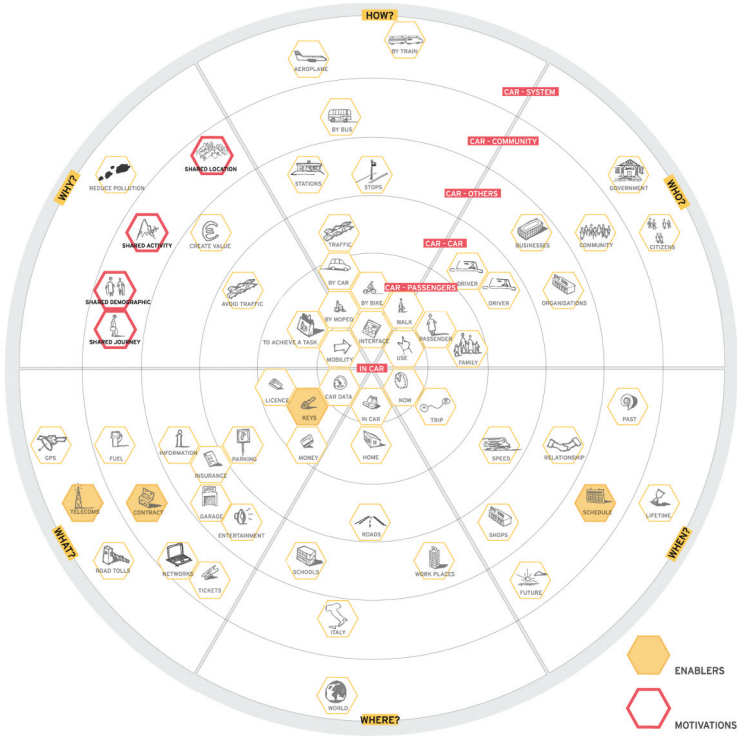 HOW?
BY TRAIN
AEROPLANE
CAR - SYSTEM
BY BUS
CAR - COMMUNITY
SHARED LOCATION
REDUCE POLLUTION
STATIONS
STOPS
CAR - OTHERS
GOVERNMENT
WHY?
WHO?
SHARED ACTIVITY
CREATE VALUE
TRAFFIC
CAR - CAR
BUSINESSES
COMMUNITY
CITIZENS
BY CAR
BY BIKE
CAR - PASSENGERS
DRIVER
DRIVER
ORGANISATIONS
SHARED DEMOGRAPHIC
AVOID TRAFFIC
BY MOPED
WALK
SHARED JOURNEY
TO ACHIEVE A TASK
INTERFACE
PASSENGER
MOBILITY
USE
FAMILY
IN CAR
LICENCE
CAR DATA
NOW
KEYS
IN CAR
TRIP
PAST
GPS
FUEL
INFORMATION
PARKING
MONEY
HOME
SPEED
RELATIONSHIP
INSURANCE
TELECOMS
CONTRACT
GARAGE
SCHEDULE
LIFETIME
ENTERTAINMENT
ROADS
SHOPS
WHAT?
WHEN?
ROAD TOLLS
NETWORKS
TICKETS
SCHOOLS
WORK PLACES
FUTURE
ITALY
WORLD
WHERE?
ENABLERS
MOTIVATIONS